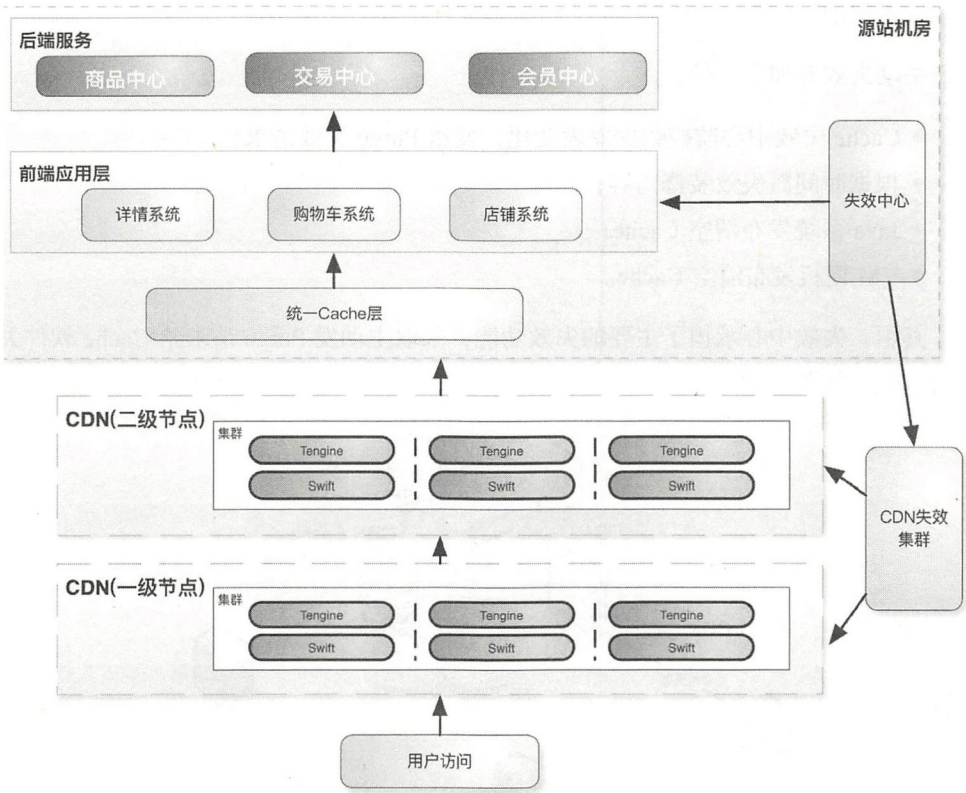 后端服务
源站机房
商品中心
交易中心
会员中心
前端应用层
详情系统
购物车系统
店铺系统
失效中心
统一Cache层
CDN(二级节点)
集群
Tengine
Tengine
Tengine
Swift
Swift
Swift
CDN失效
集群
CDN(一级节点)
集群
Tengine
Tengine
Tengine
Swift
Swift
Swift
用户访问